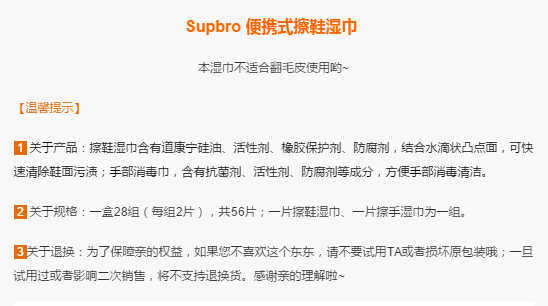 Supbro 便携式擦鞋湿巾
本湿巾不适合翻毛皮使用哟~
【温馨提示】
1 关于产品：擦鞋湿巾含有道康宁硅油、活性剂、橡胶保护剂、防腐剂，结合水滴状凸点面，可快
速清除鞋面污渍；手部消毒巾，含有抗菌剂、活性剂、防腐剂等成分，方便手部消毒清洁。
2 关于规格：一盒28组（每组2片），共56片；一片擦鞋湿巾、一片擦手湿巾为一组。
3 关于退换：为了保障亲的权益，如果您不喜欢这个东东，请不要试用TA或者损坏原包装哦；一旦
试用过或者影响二次销售，将不支持退换货。感谢亲的理解啦~